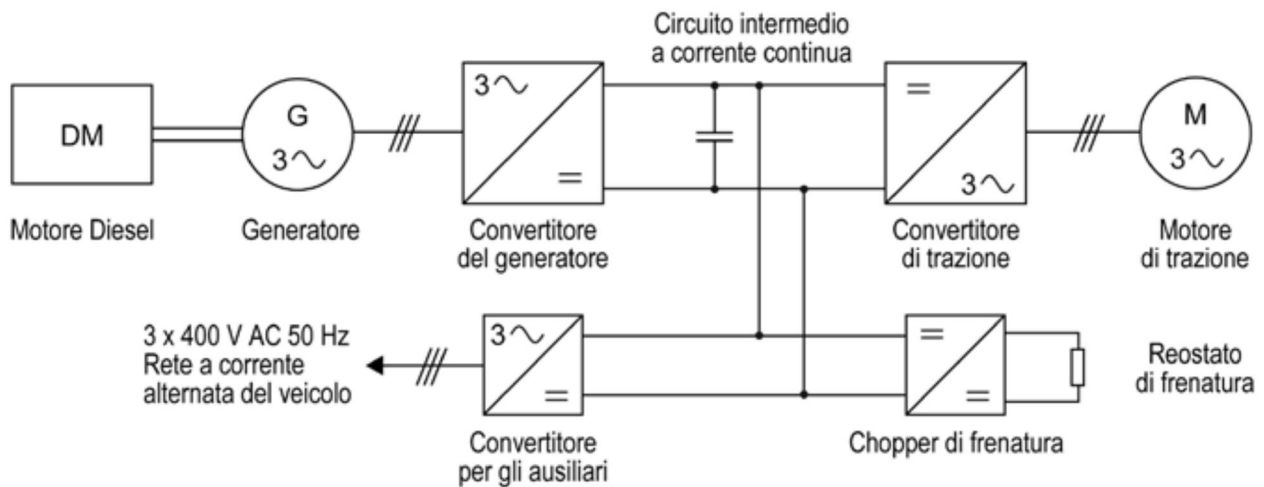 Circuito intermedio
a corrente continua
DM
G
3
3
=
=
3
M
3
Motore Diesel
Generatore
Convertitore
del generatore
Convertitore
di trazione
Motore
di trazione
3 x 400 V AC 50 Hz
Rete a corrente
alternata del veicolo
3
=
=
=
Reostato
di frenatura
Convertitore
per gli ausiliari
Chopper di frenatura